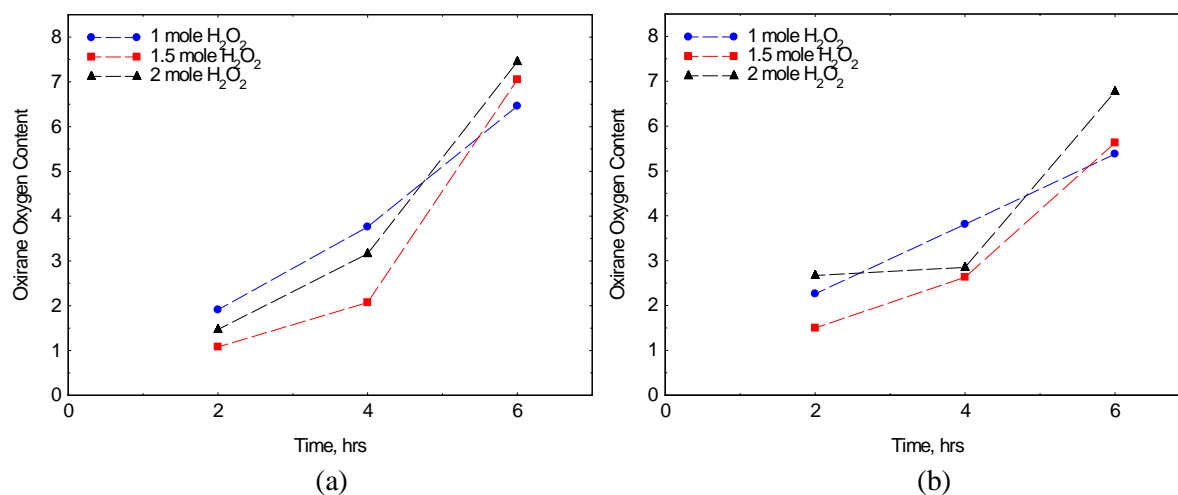 8
7
6
5
4
3
2
1
0
Oxirane Oxygen Content
1 mole H₂O₂
1.5 mole H₂O₂
2 mole H₂O₂
0 2 4 6
Time, hrs
(a)
8
7
6
5
4
3
2
1
0
Oxirane Oxygen Content
1 mole H₂O₂
1.5 mole H₂O₂
2 mole H₂O₂
0 2 4 6
Time, hrs
(b)